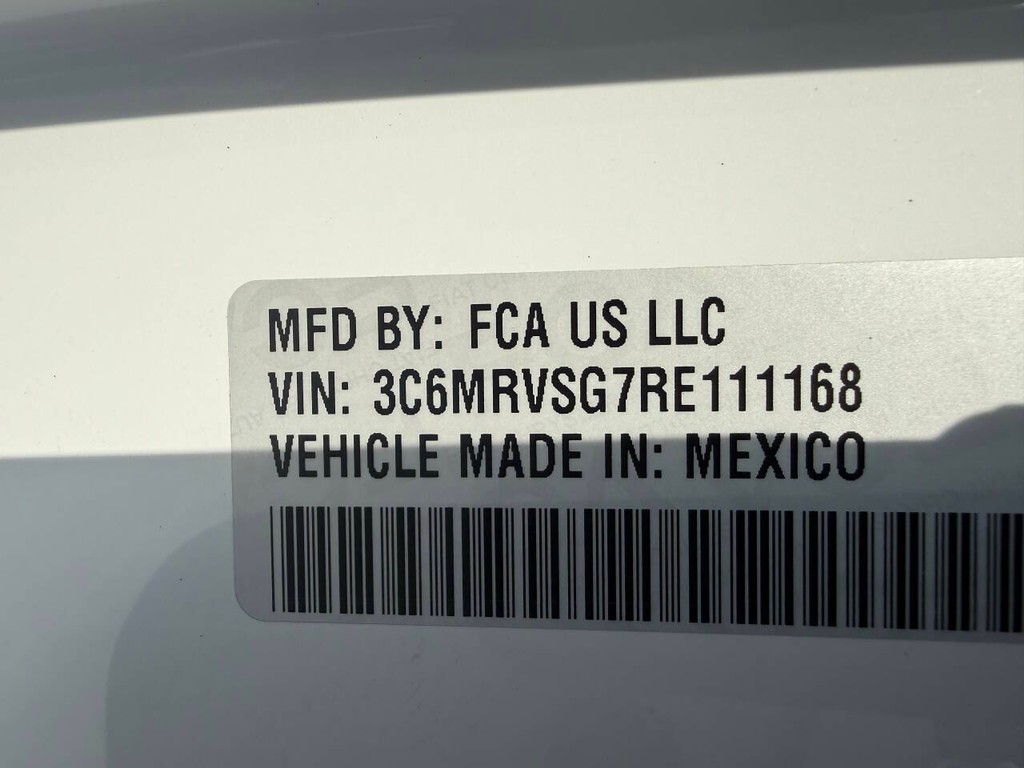 MFD BY: FCA US LLC
VIN: 3C6MRVSG7RE111168
VEHICLE MADE IN: MEXICO